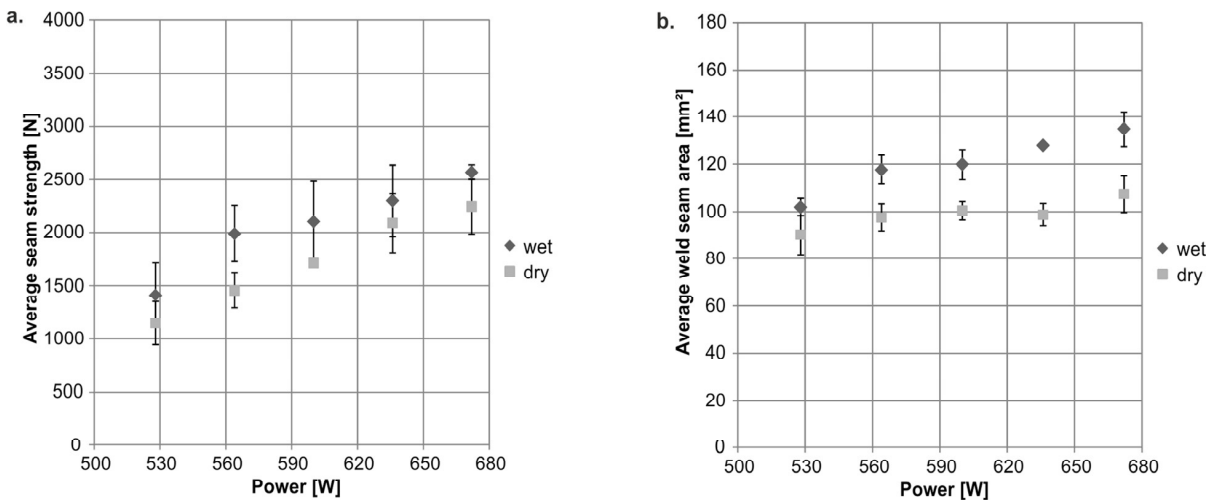 a.
Average seam strength [N]
4000
3500
3000
2500
2000
1500
1000
500
0
500 530 560 590 620 650 680
Power [W]
wet
dry
b.
Average weld seam area [mm²]
180
160
140
120
100
80
60
40
20
0
500 530 560 590 620 650 680
Power [W]
wet
dry